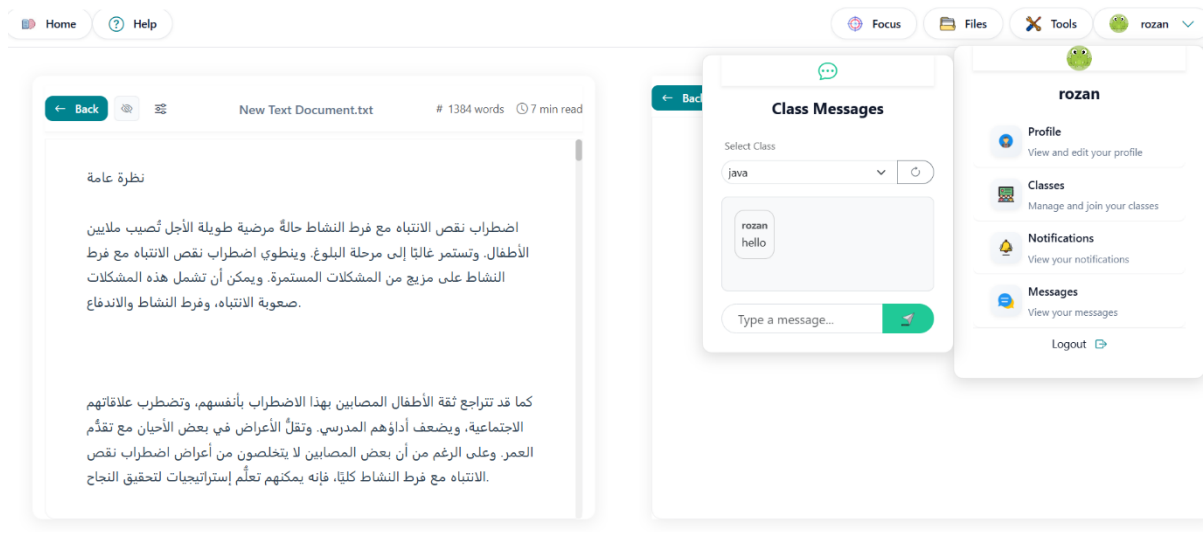 Home
Help
Focus
Files
Tools
rozan
Back
New Text Document.txt
# 1384 words
7 min read
نظرة عامة
اضطراب نقص الانتباه مع فرط النشاط حالةً مرضية طويلة الأجل تُصيب ملايين
الأطفال. وتستمر غالبًا إلى مرحلة البلوغ. وينطوي اضطراب نقص الانتباه مع فرط
النشاط على مزيج من المشكلات المستمرة. ويمكن أن تشمل هذه المشكلات
صعوبة الانتباه، وفرط النشاط والاندفاع.
كما قد تتراجع ثقة الأطفال المصابين بهذا الاضطراب بأنفسهم، وتضطرب علاقاتهم
الاجتماعية، ويضعف أداؤهم المدرسي. وتقلُّ الأعراض في بعض الأحيان مع تقدُّم
العمر. وعلى الرغم من أن بعض المصابين لا يتخلصون من أعراض اضطراب نقص
الانتباه مع فرط النشاط كليًا، فإنه يمكنهم تعلُّم إستراتيجيات لتحقيق النجاح.
Class Messages
Select Class
java
rozan
hello
Type a message...
rozan
Profile
View and edit your profile
Classes
Manage and join your classes
Notifications
View your notifications
Messages
View your messages
Logout